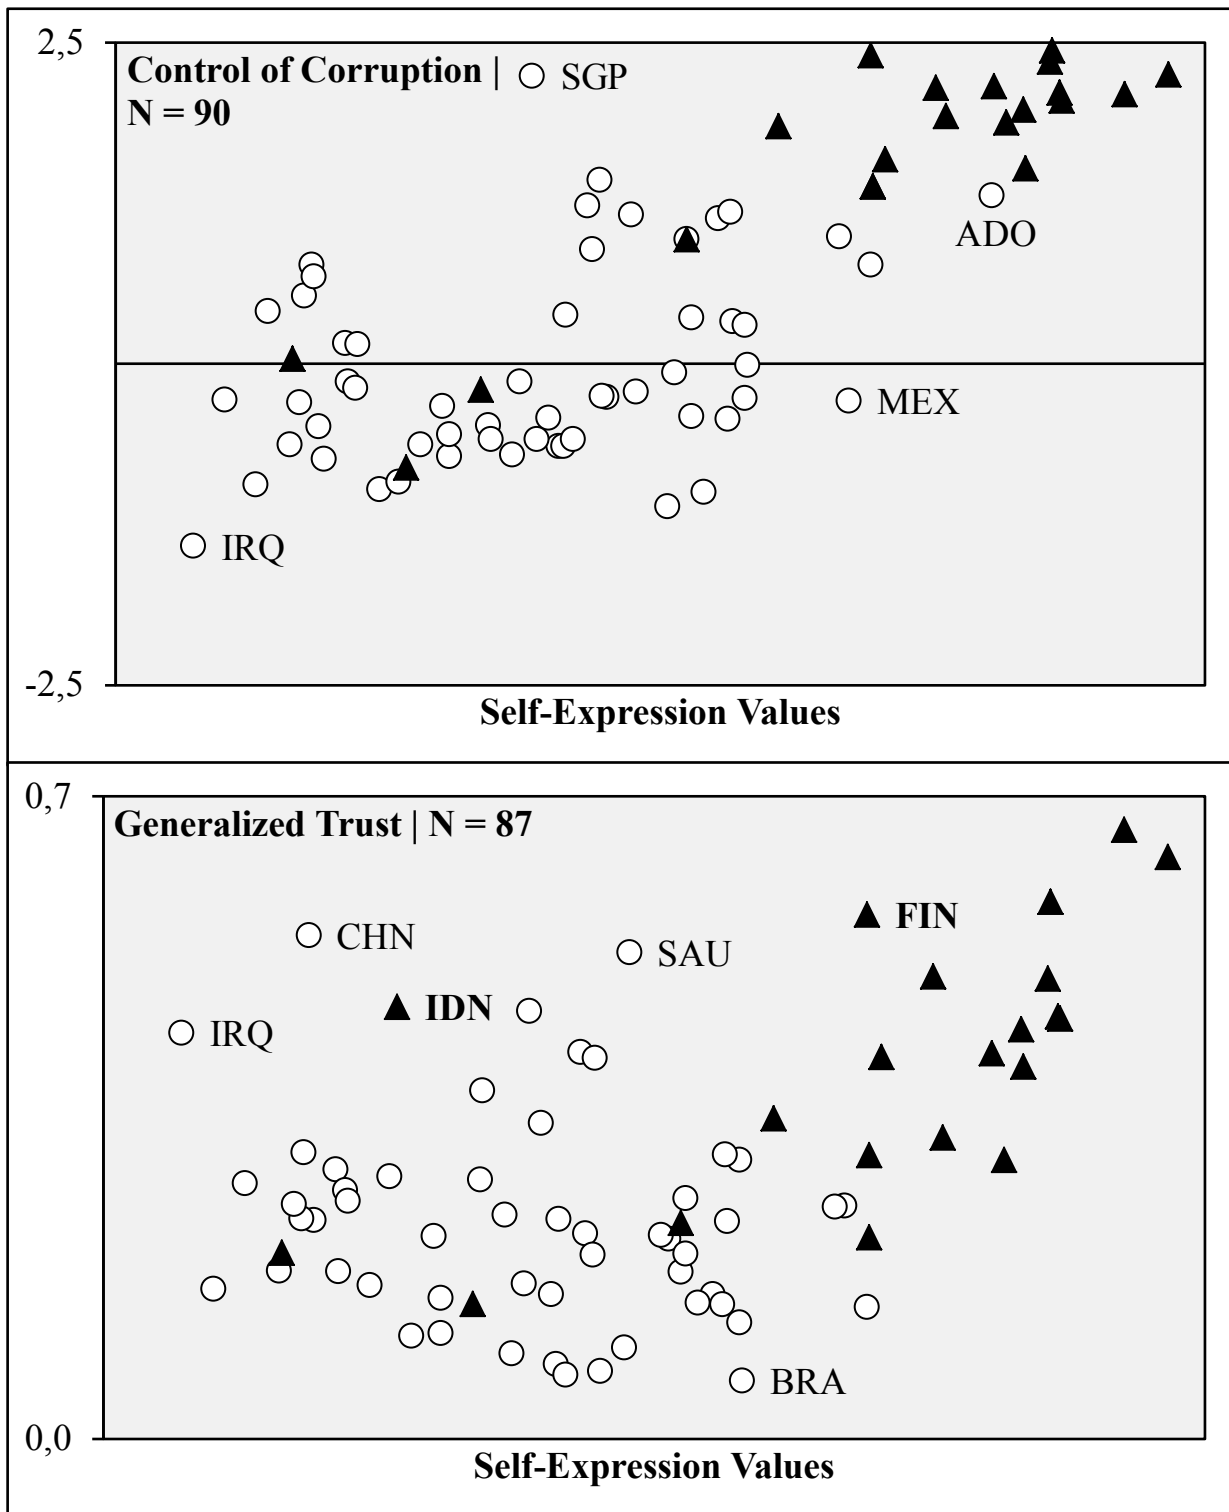 2,5
Control of Corruption |
N = 90
SGP
ADO
MEX
IRQ
-2,5
Self-Expression Values
0,7
Generalized Trust | N = 87
FIN
CHN
SAU
IDN
IRQ
BRA
0,0
Self-Expression Values